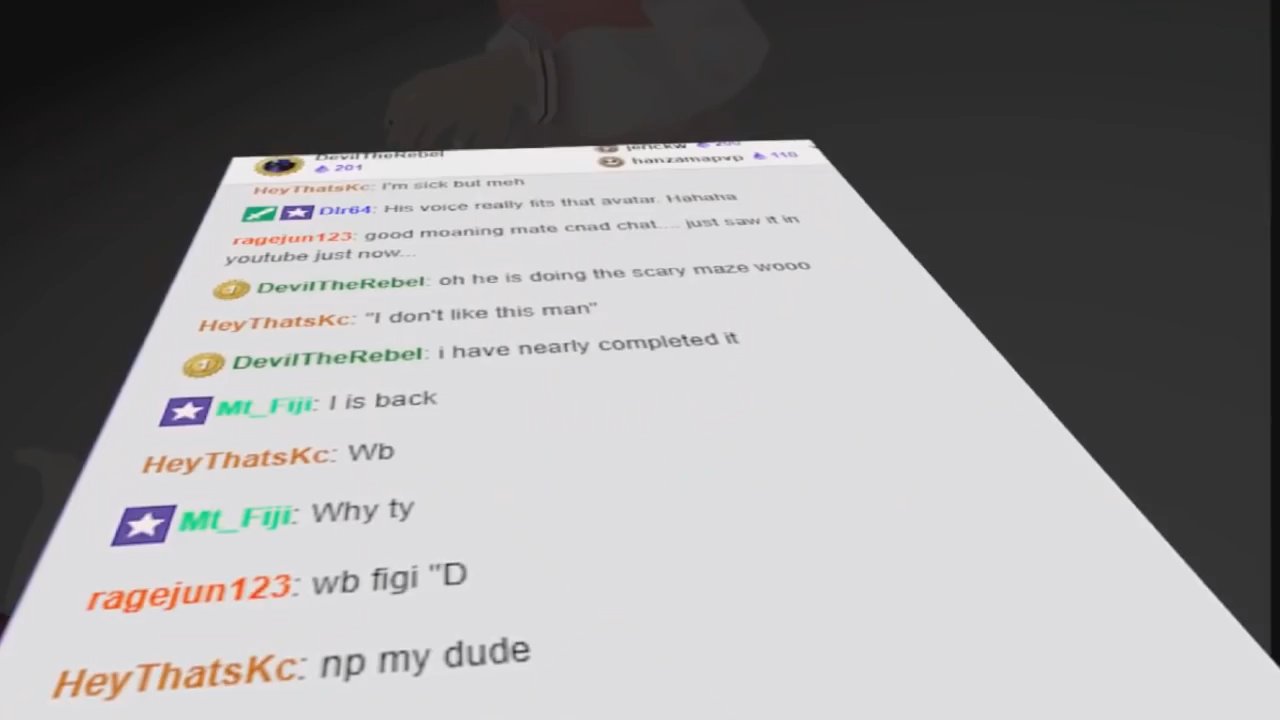 DevilTheRebel
201
jerickw 200
hanzamapvp 110
HeyThatsKc: I'm sick but meh
Dlr64: His voice really fits that avatar. Hahaha
ragejun123: good moaning mate cnad chat.... just saw it in
youtube just now...
DevilTheRebel: oh he is doing the scary maze wooo
HeyThatsKc: "I don't like this man"
DevilTheRebel: i have nearly completed it
Mt_Fiji: I is back
HeyThatsKc: Wb
Mt_Fiji: Why ty
ragejun123: wb figi "D
HeyThatsKc: np my dude